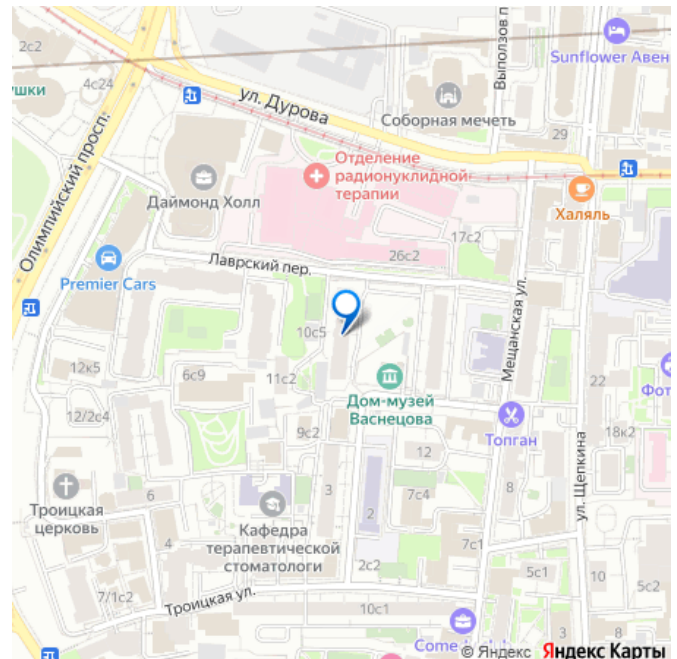 2с2
ушки
4с24
Олимпийский просп.
ул. Дурова
Выползов п
Sunflower Авен
Соборная мечеть
29
Отделение
радионуклидной
терапии
Даймонд Холл
Халяль
17с2
26с2
Лаврский пер.
Premier Cars
Мещанская ул.
10с5
12к5
6с9
11с2
Дом-музей
Васнецова
22
Фот
12/2с4
9с2
Топган
18к2
12
ул. Щепкина
Троицкая
церковь
6
3
7с4
8
Кафедра
терапевтической
стоматологи
2
4
7с1
2с2
5с1
10
5с2
7/1с2
Троицкая ул.
10с1
Come
3
8
© Яндекс Яндекс Карты